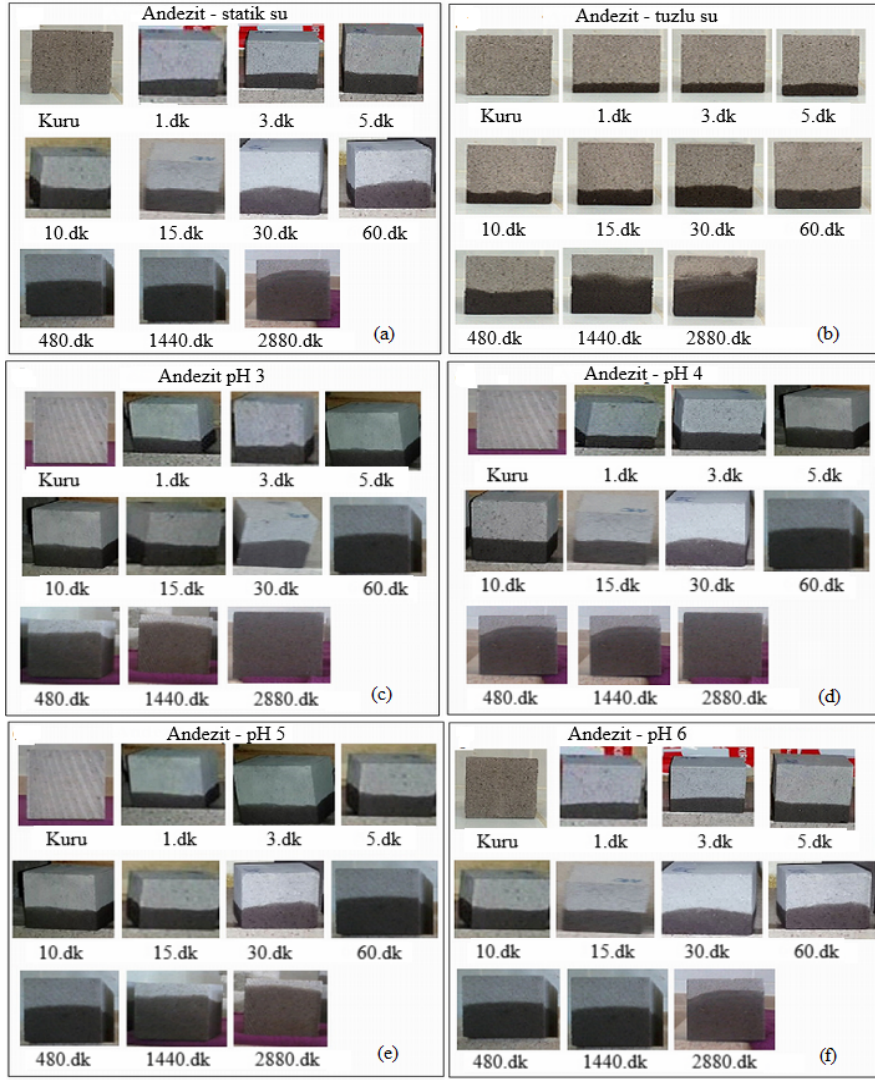 Andezit - statik su
Kuru 1.dk 3.dk 5.dk
10.dk 15.dk 30.dk 60.dk
480.dk 1440.dk 2880.dk (a)
Andezit - tuzlu su
Kuru 1.dk 3.dk 5.dk
10.dk 15.dk 30.dk 60.dk
480.dk 1440.dk 2880.dk (b)
Andezit pH 3
Kuru 1.dk 3.dk 5.dk
10.dk 15.dk 30.dk 60.dk
480.dk 1440.dk 2880.dk (c)
Andezit - pH 4
Kuru 1.dk 3.dk 5.dk
10.dk 15.dk 30.dk 60.dk
480.dk 1440.dk 2880.dk (d)
Andezit - pH 5
Kuru 1.dk 3.dk 5.dk
10.dk 15.dk 30.dk 60.dk
480.dk 1440.dk 2880.dk (e)
Andezit - pH 6
Kuru 1.dk 3.dk 5.dk
10.dk 15.dk 30.dk 60.dk
480.dk 1440.dk 2880.dk (f)